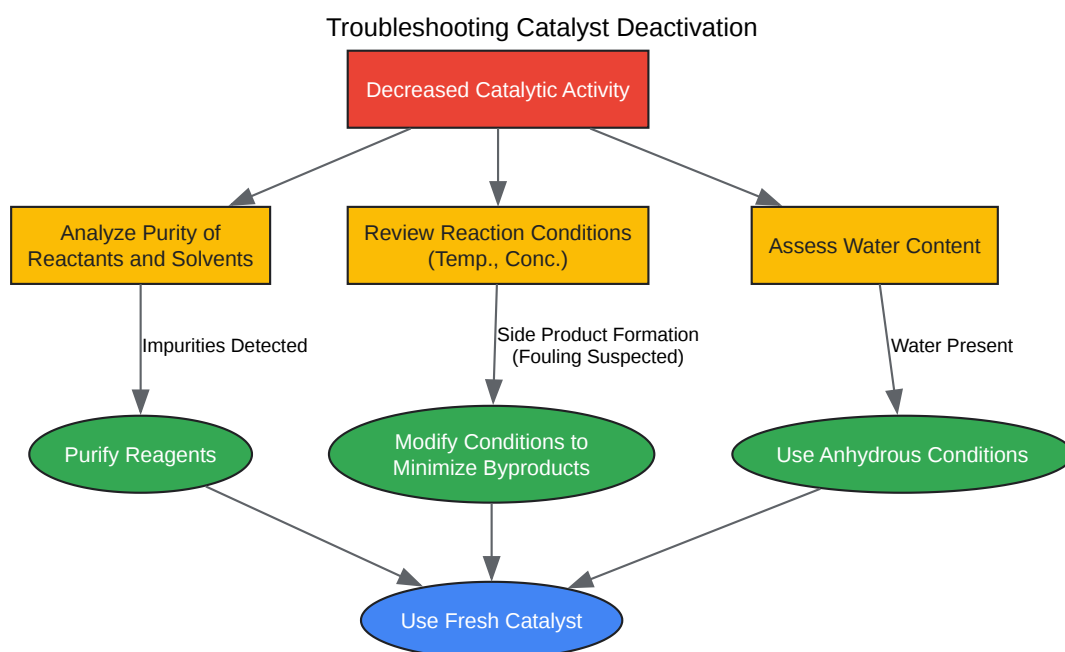 Troubleshooting Catalyst Deactivation
Decreased Catalytic Activity
Analyze Purity of
Reactants and Solvents
Review Reaction Conditions
(Temp., Conc.)
Assess Water Content
Impurities Detected
Side Product Formation
(Fouling Suspected)
Water Present
Purify Reagents
Modify Conditions to
Minimize Byproducts
Use Anhydrous Conditions
Use Fresh Catalyst